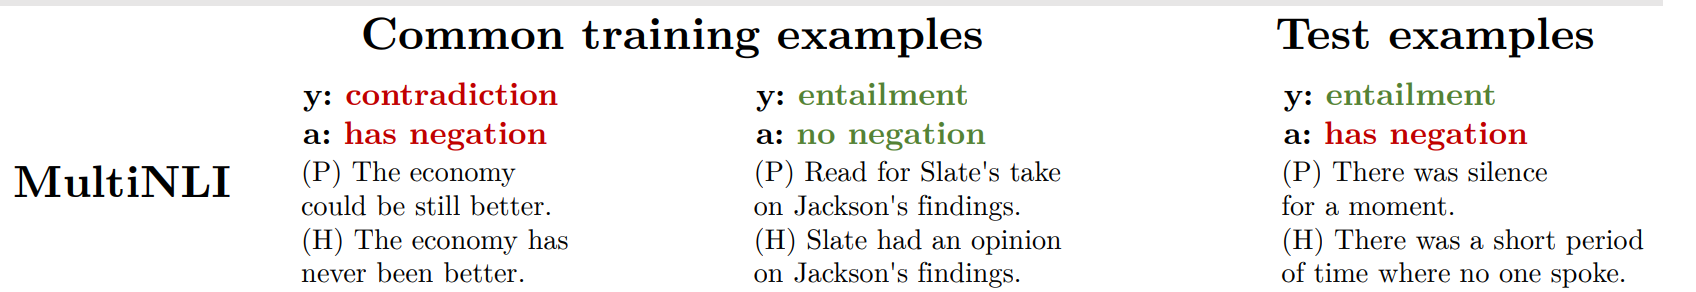 Common training examples
Test examples
MultiNLI
y: contradiction
a: has negation
(P) The economy
could be still better.
(H) The economy has
never been better.
y: entailment
a: no negation
(P) Read for Slate's take
on Jackson's findings.
(H) Slate had an opinion
on Jackson's findings.
y: entailment
a: has negation
(P) There was silence
for a moment.
(H) There was a short period
of time where no one spoke.